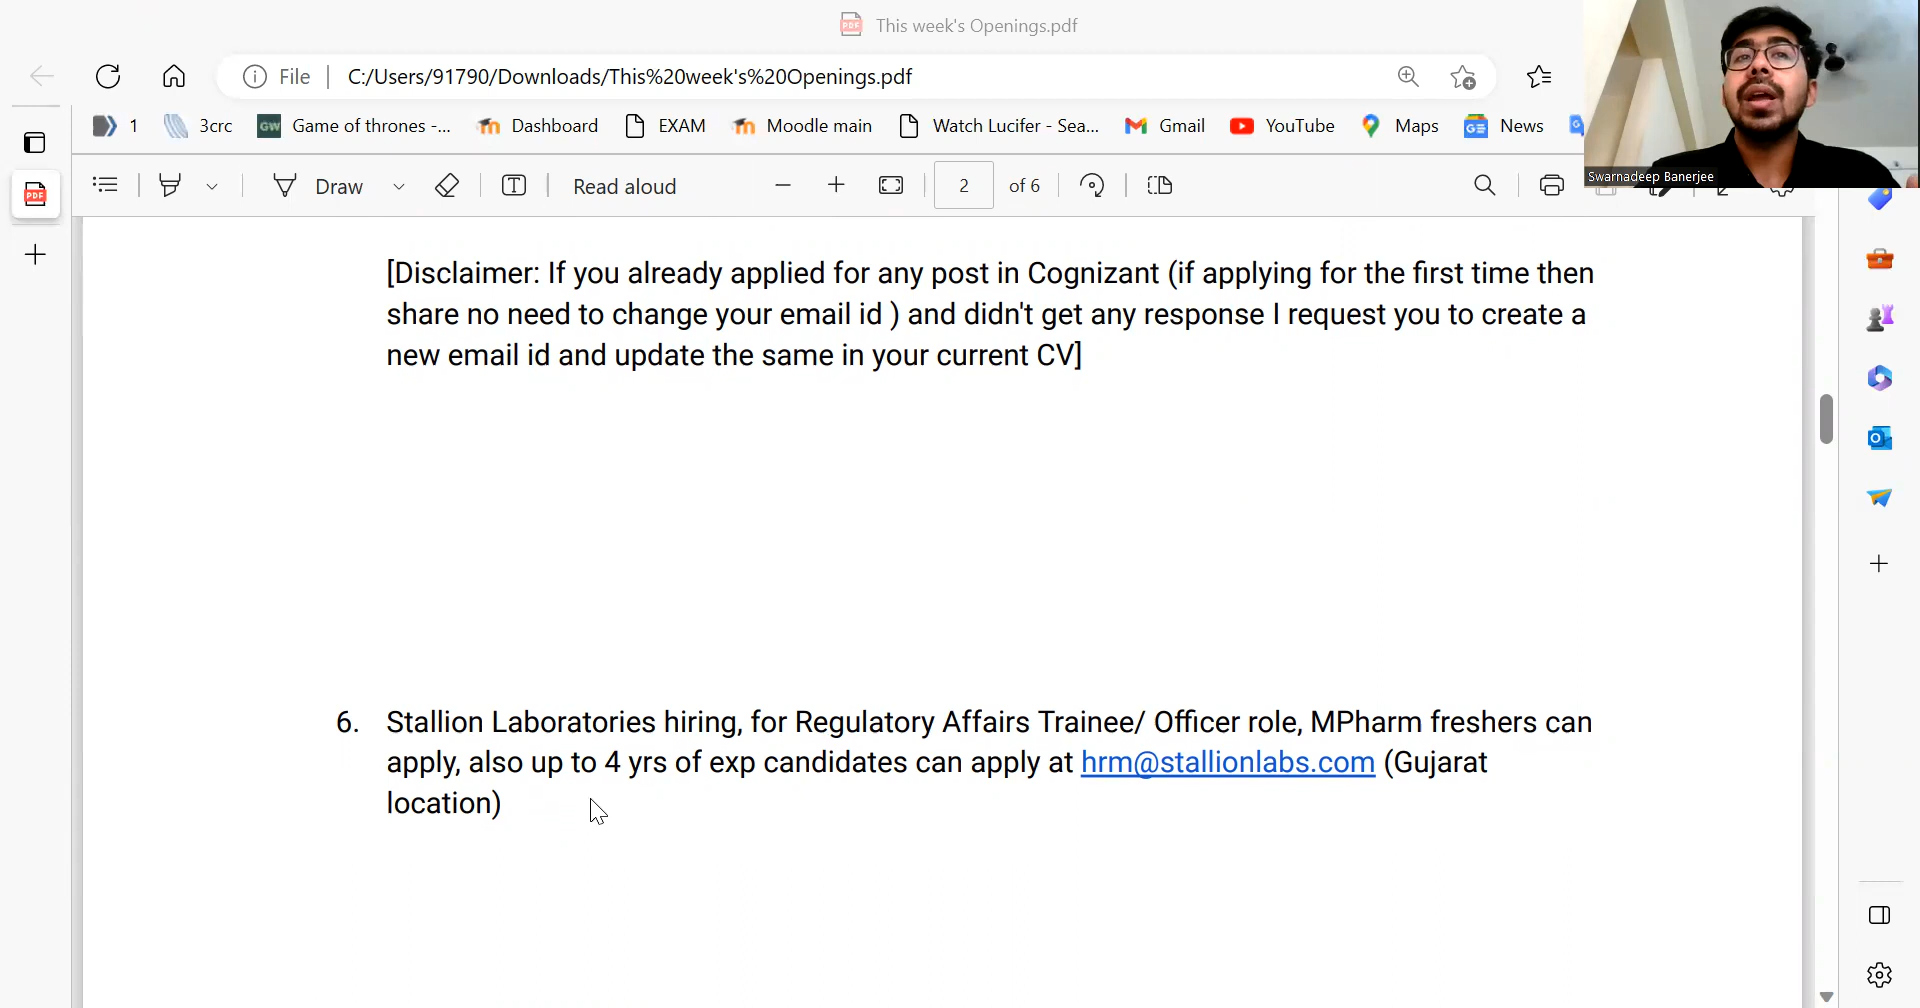 This week's Openings.pdf
File
C:/Users/91790/Downloads/This%20week's%20Openings.pdf
1
3crc
GW
Game of thrones -...
Dashboard
EXAM
Moodle main
Watch Lucifer - Sea...
Gmail
YouTube
Maps
News
Swarnadeep Banerjee
Draw
Read aloud
2 of 6
[Disclaimer: If you already applied for any post in Cognizant (if applying for the first time then
share no need to change your email id ) and didn't get any response I request you to create a
new email id and update the same in your current CV]
6. Stallion Laboratories hiring, for Regulatory Affairs Trainee/ Officer role, MPharm freshers can
apply, also up to 4 yrs of exp candidates can apply at hrm@stallionlabs.com (Gujarat
location)